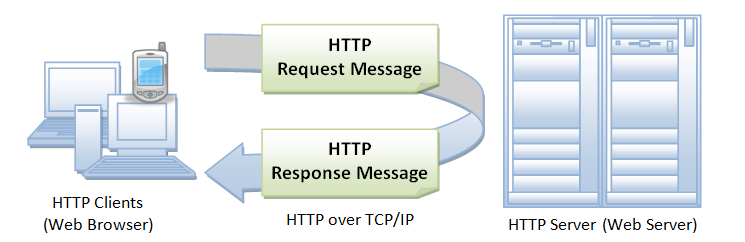 HTTP
Request Message
HTTP
Response Message
HTTP Clients
(Web Browser)
HTTP over TCP/IP
HTTP Server (Web Server)